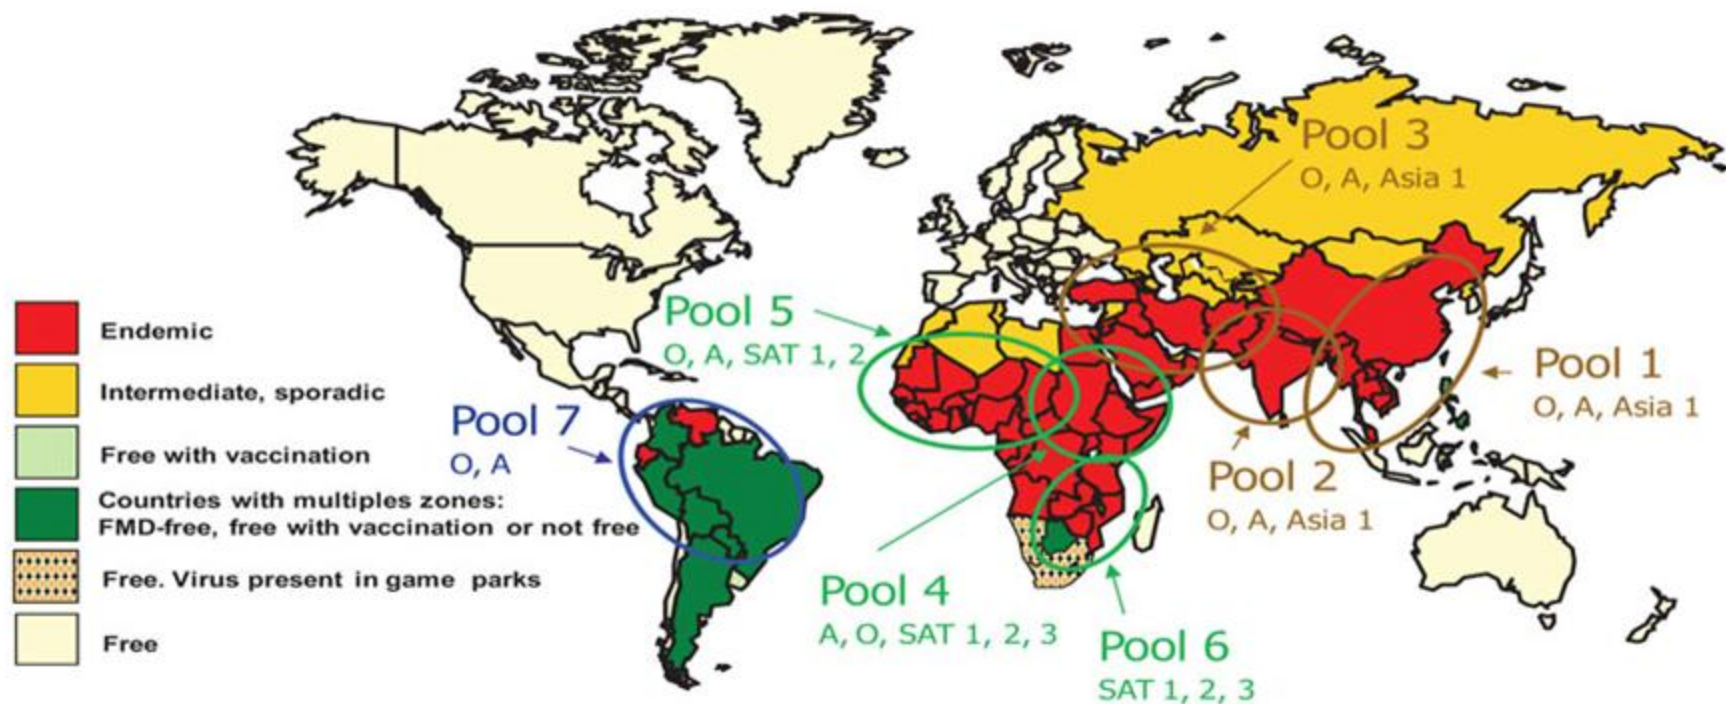 Endemic
Intermediate, sporadic
Free with vaccination
Countries with multiples zones:
FMD-free, free with vaccination or not free
Free. Virus present in game parks
Free
Pool 7
O, A
Pool 5
O, A, SAT 1, 2
Pool 4
A, O, SAT 1, 2, 3
Pool 6
SAT 1, 2, 3
Pool 3
O, A, Asia 1
Pool 2
O, A, Asia 1
Pool 1
O, A, Asia 1